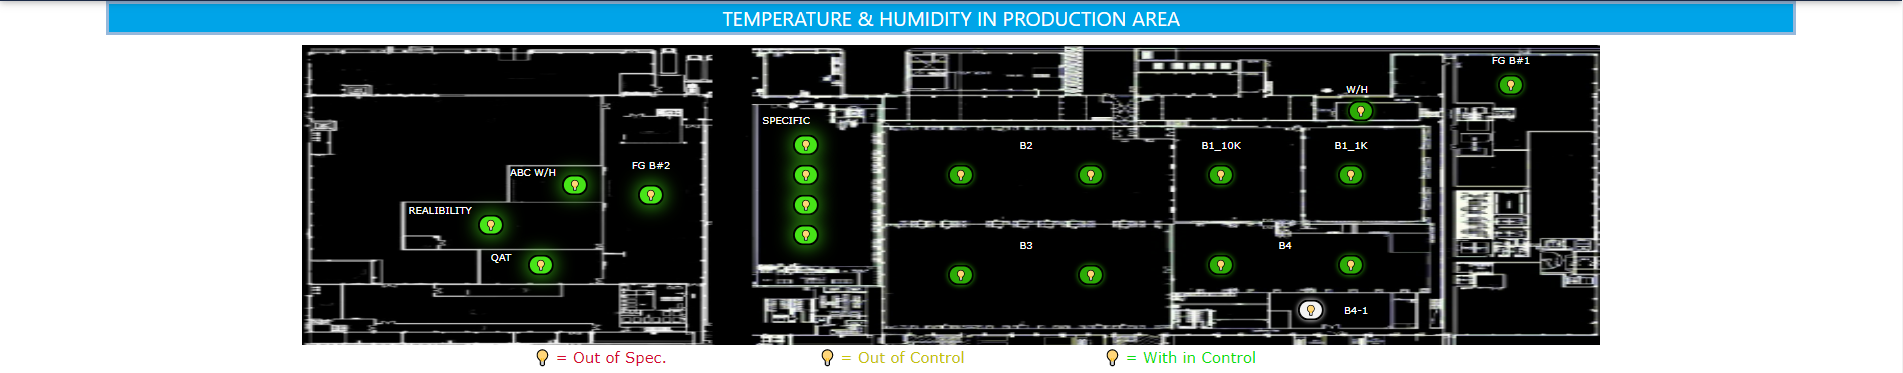 TEMPERATURE & HUMIDITY IN PRODUCTION AREA
FG B#1
W/H
SPECIFIC
B2
B1_10K
B1_1K
FG B#2
ABC W/H
REALIBILITY
B3
B4
QAT
B4-1
= Out of Spec.
= Out of Control
= With in Control